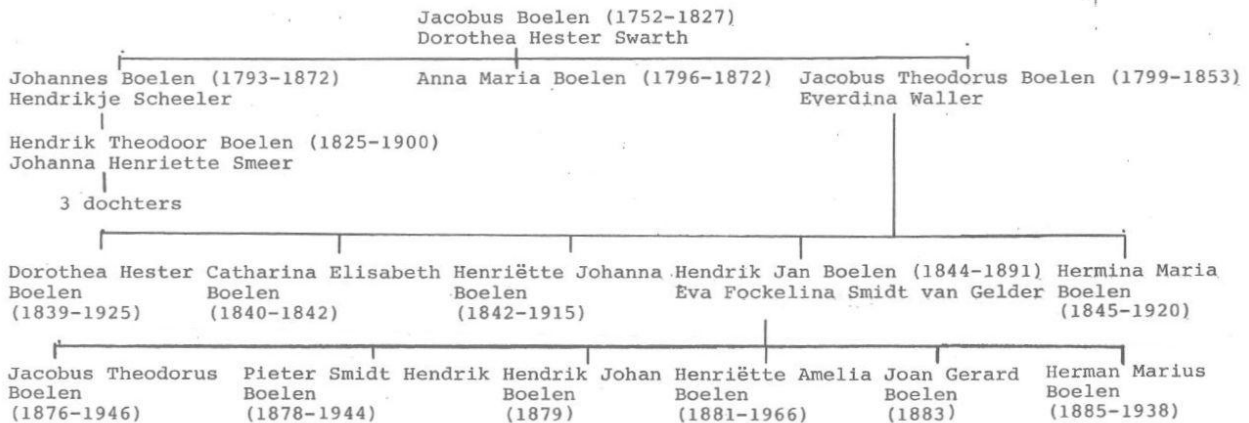 Jacobus Boelen (1752-1827)
Dorothea Hester Swarth
Johannes Boelen (1793-1872)
Hendrikje Scheeler
Anna Maria Boelen (1796-1872)
Jacobus Theodorus Boelen (1799-1853)
Everdina Waller
Hendrik Theodoor Boelen (1825-1900)
Johanna Henriette Smeer
3 dochters
Dorothea Hester
Boelen
(1839-1925)
Catharina Elisabeth
Boelen
(1840-1842)
Henriëtte Johanna
Boelen
(1842-1915)
Hendrik Jan Boelen (1844-1891)
Eva Fockelina Smidt van Gelder
Hermina Maria
Boelen
(1845-1920)
Jacobus Theodorus
Boelen
(1876-1946)
Pieter Smidt Hendrik
Boelen
(1878-1944)
Hendrik Johan
Boelen
(1879)
Henriëtte Amelia
Boelen
(1881-1966)
Joan Gerard
Boelen
(1883)
Herman Marius
Boelen
(1885-1938)